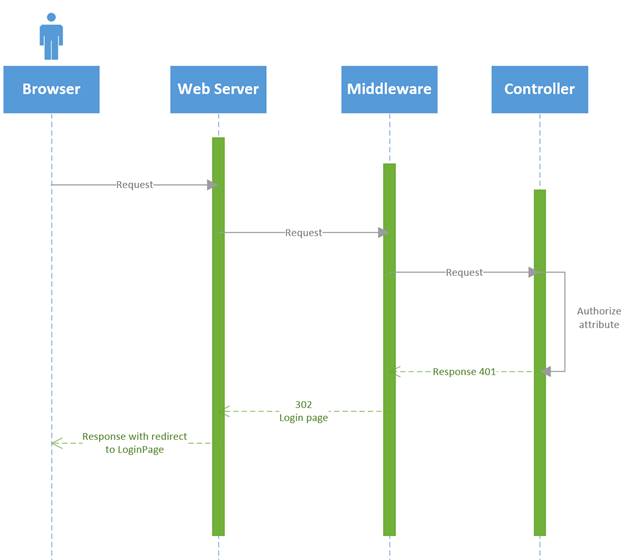 Browser
Web Server
Middleware
Controller
Request
Request
Request
Authorize
attribute
Response 401
302
Login page
Response with redirect
to LoginPage